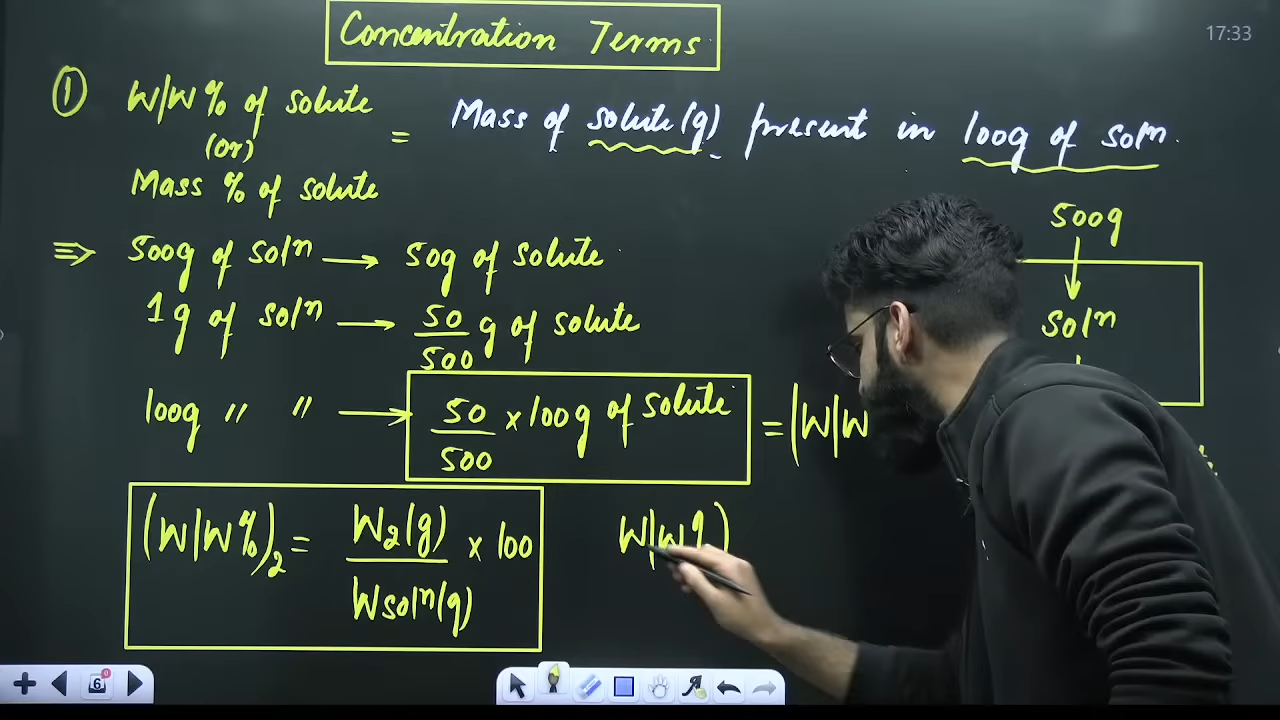 Concentration Terms
17:33
① W|W % of solute
(or)
Mass % of solute
= Mass of solute(g) present in 100g of solⁿ.
⇒ 500g of solⁿ → 50g of solute
1g of solⁿ → 50/500 g of solute
100g " " → 50/500 × 100g of solute = (W|W
500g
↓
solⁿ
(W|W%)₂ = W₂(g)/Wsolⁿ(g) × 100
W|W
6